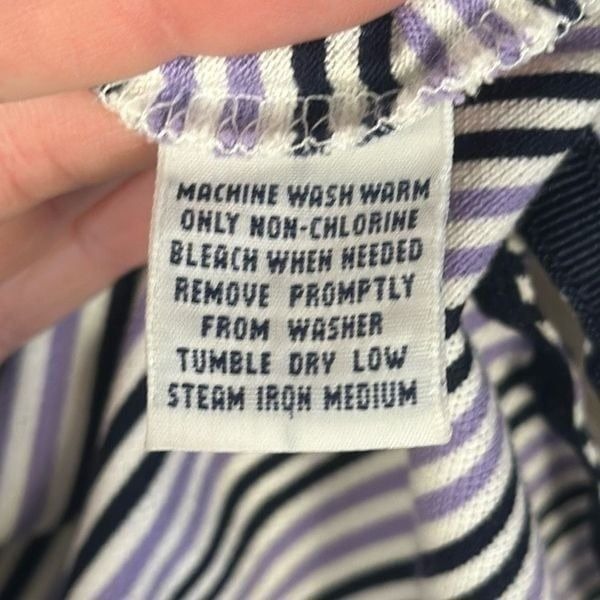 MACHINE WASH WARM
ONLY NON-CHLORINE
BLEACH WHEN NEEDED
REMOVE PROMPTLY
FROM WASHER
TUMBLE DRY LOW
STEAM IRON MEDIUM